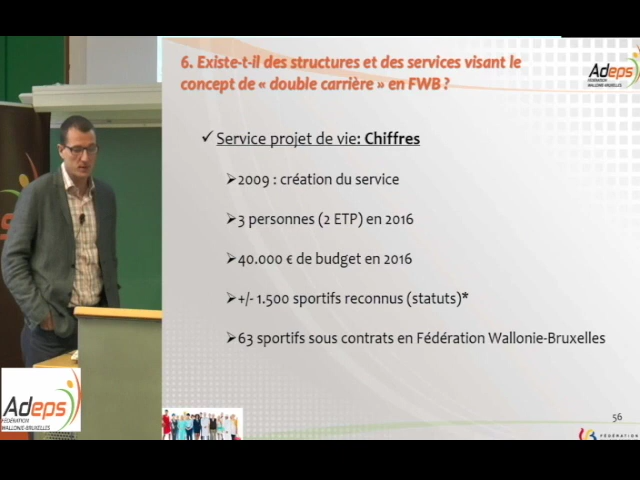 6. Existe-t-il des structures et des services visant le
concept de « double carrière » en FWB ?
Adeps
FÉDÉRATION
WALLONIE-BRUXELLES
✓ Service projet de vie: Chiffres
➢2009 : création du service
➢3 personnes (2 ETP) en 2016
➢40.000 € de budget en 2016
➢+/- 1.500 sportifs reconnus (statuts)*
➢63 sportifs sous contrats en Fédération Wallonie-Bruxelles
Adeps
FÉDÉRATION
WALLONIE-BRUXELLES
56
FÉDÉRATION